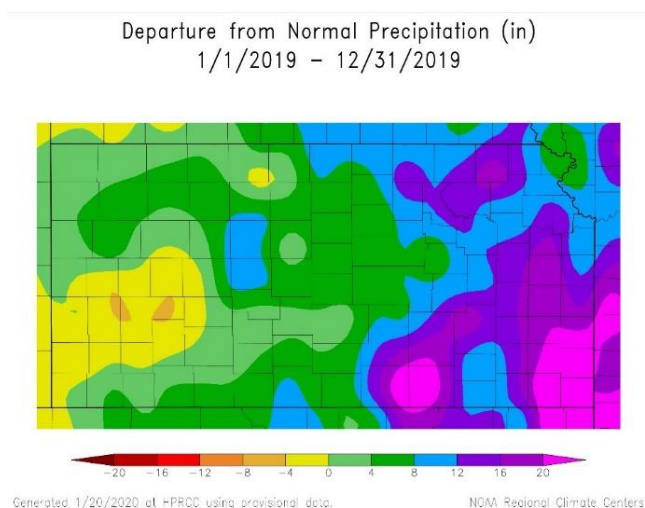 Departure from Normal Precipitation (in)
1/1/2019 – 12/31/2019
-20 -16 -12 -8 -4 0 4 8 12 16 20
Generated 1/20/2020 at HPRCC using provisional data. NOAA Regional Climate Centers